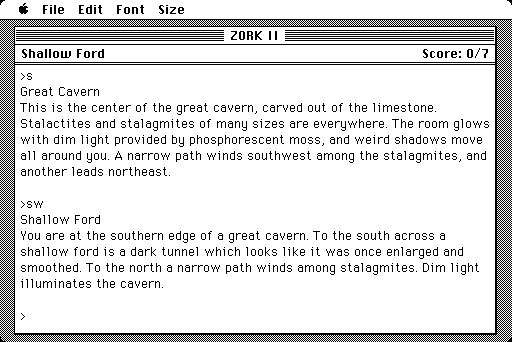 File Edit Font Size
ZORK II
Shallow Ford Score: 0/7
>s
Great Cavern
This is the center of the great cavern, carved out of the limestone.
Stalactites and stalagmites of many sizes are everywhere. The room glows
with dim light provided by phosphorescent moss, and weird shadows move
all around you. A narrow path winds southwest among the stalagmites, and
another leads northeast.
>sw
Shallow Ford
You are at the southern edge of a great cavern. To the south across a
shallow ford is a dark tunnel which looks like it was once enlarged and
smoothed. To the north a narrow path winds among stalagmites. Dim light
illuminates the cavern.
>